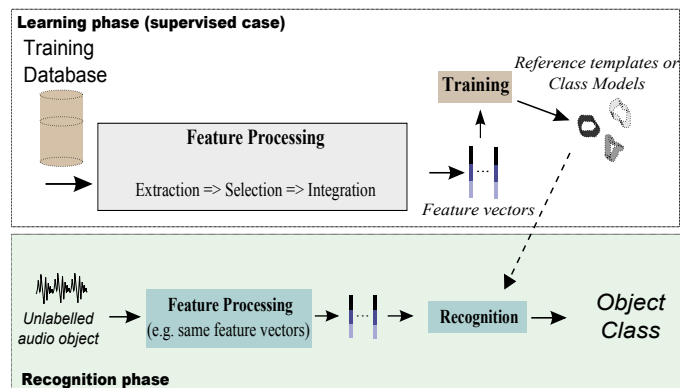 Learning phase (supervised case)
Training
Database
Reference templates or
Class Models
Training
Feature Processing
Extraction => Selection => Integration
...
Feature vectors
Feature Processing
(e.g. same feature vectors)
...
Recognition
Object
Class
Unlabelled
audio object
Recognition phase